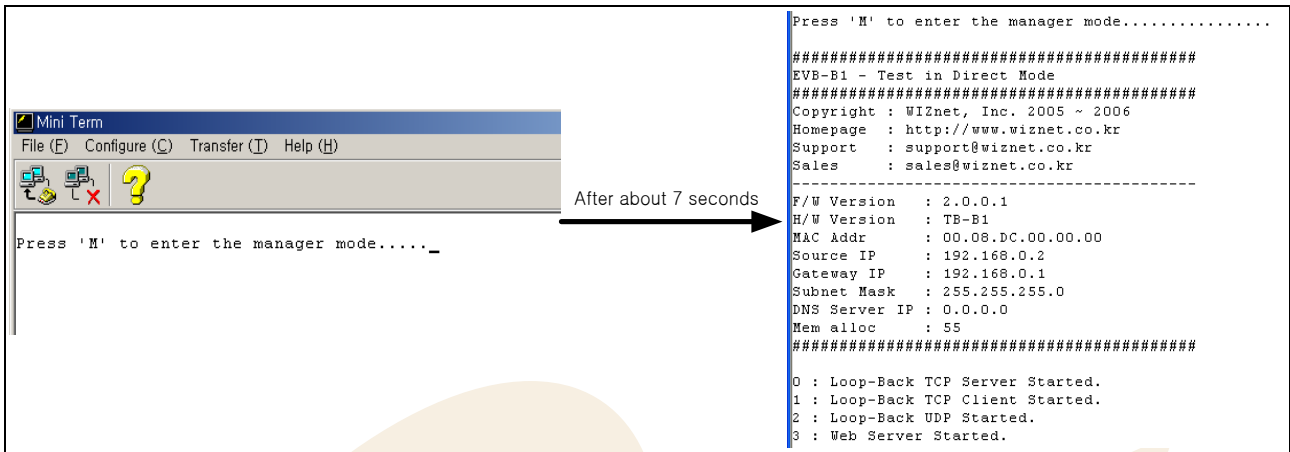 Mini Term
File (F) Configure (C) Transfer (T) Help (H)
Press 'M' to enter the manager mode....._
After about 7 seconds
Press 'M' to enter the manager mode................
###########################################
EVB-B1 - Test in Direct Mode
###########################################
Copyright : WIZnet, Inc. 2005 ~ 2006
Homepage : http://www.wiznet.co.kr
Support : support@wiznet.co.kr
Sales : sales@wiznet.co.kr
-------------------------------------------
F/W Version : 2.0.0.1
H/W Version : TB-B1
MAC Addr : 00.08.DC.00.00.00
Source IP : 192.168.0.2
Gateway IP : 192.168.0.1
Subnet Mask : 255.255.255.0
DNS Server IP : 0.0.0.0
Mem alloc : 55
###########################################
0 : Loop-Back TCP Server Started.
1 : Loop-Back TCP Client Started.
2 : Loop-Back UDP Started.
3 : Web Server Started.